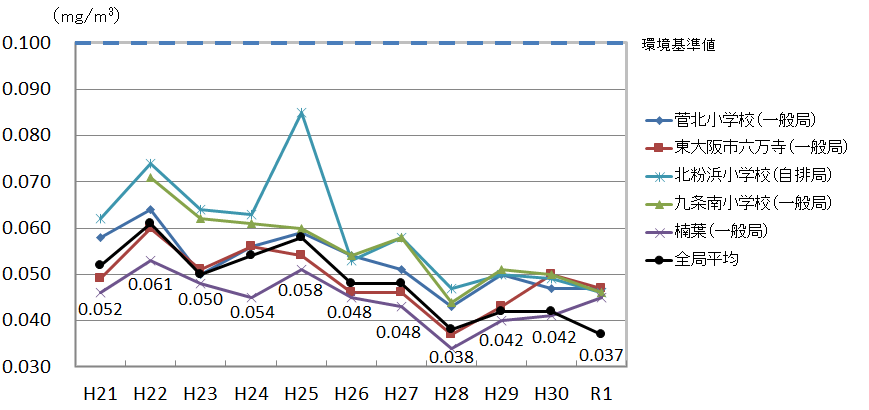 (mg/m³)
0.100
0.090
0.080
0.070
0.060
0.050
0.040
0.030
環境基準値
菅北小学校(一般局)
東大阪市六万寺(一般局)
北粉浜小学校(自排局)
九条南小学校(一般局)
楠葉(一般局)
全局平均
0.052
0.061
0.050
0.054
0.058
0.048
0.048
0.038
0.042
0.042
0.037
H21 H22 H23 H24 H25 H26 H27 H28 H29 H30 R1